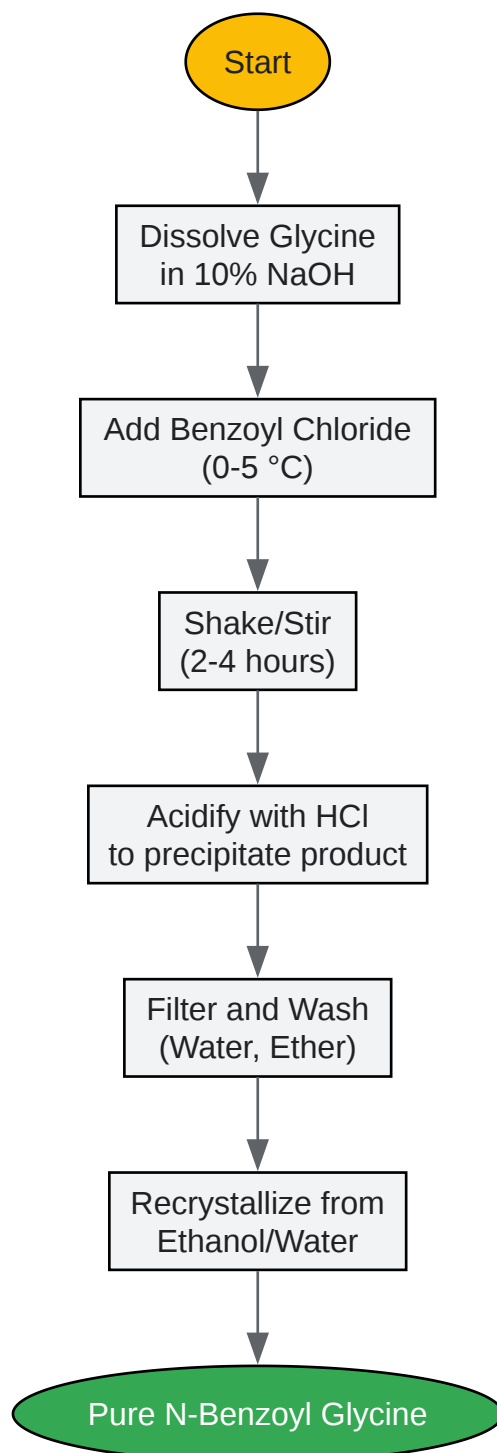 Start
Dissolve Glycine
in 10% NaOH
Add Benzoyl Chloride
(0-5 °C)
Shake/Stir
(2-4 hours)
Acidify with HCl
to precipitate product
Filter and Wash
(Water, Ether)
Recrystallize from
Ethanol/Water
Pure N-Benzoyl Glycine